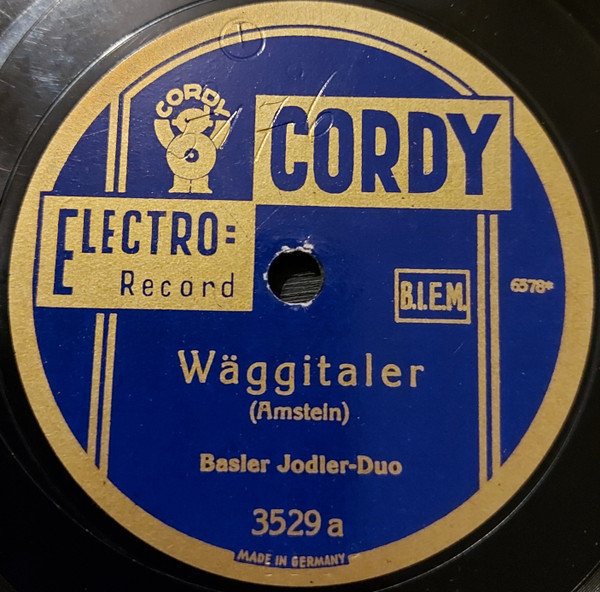 CORDY
CORDY
ELECTRO:
Record
B.I.E.M.
6578*
Wäggitaler
(Amstein)
Basler Jodler-Duo
3529 a
MADE IN GERMANY